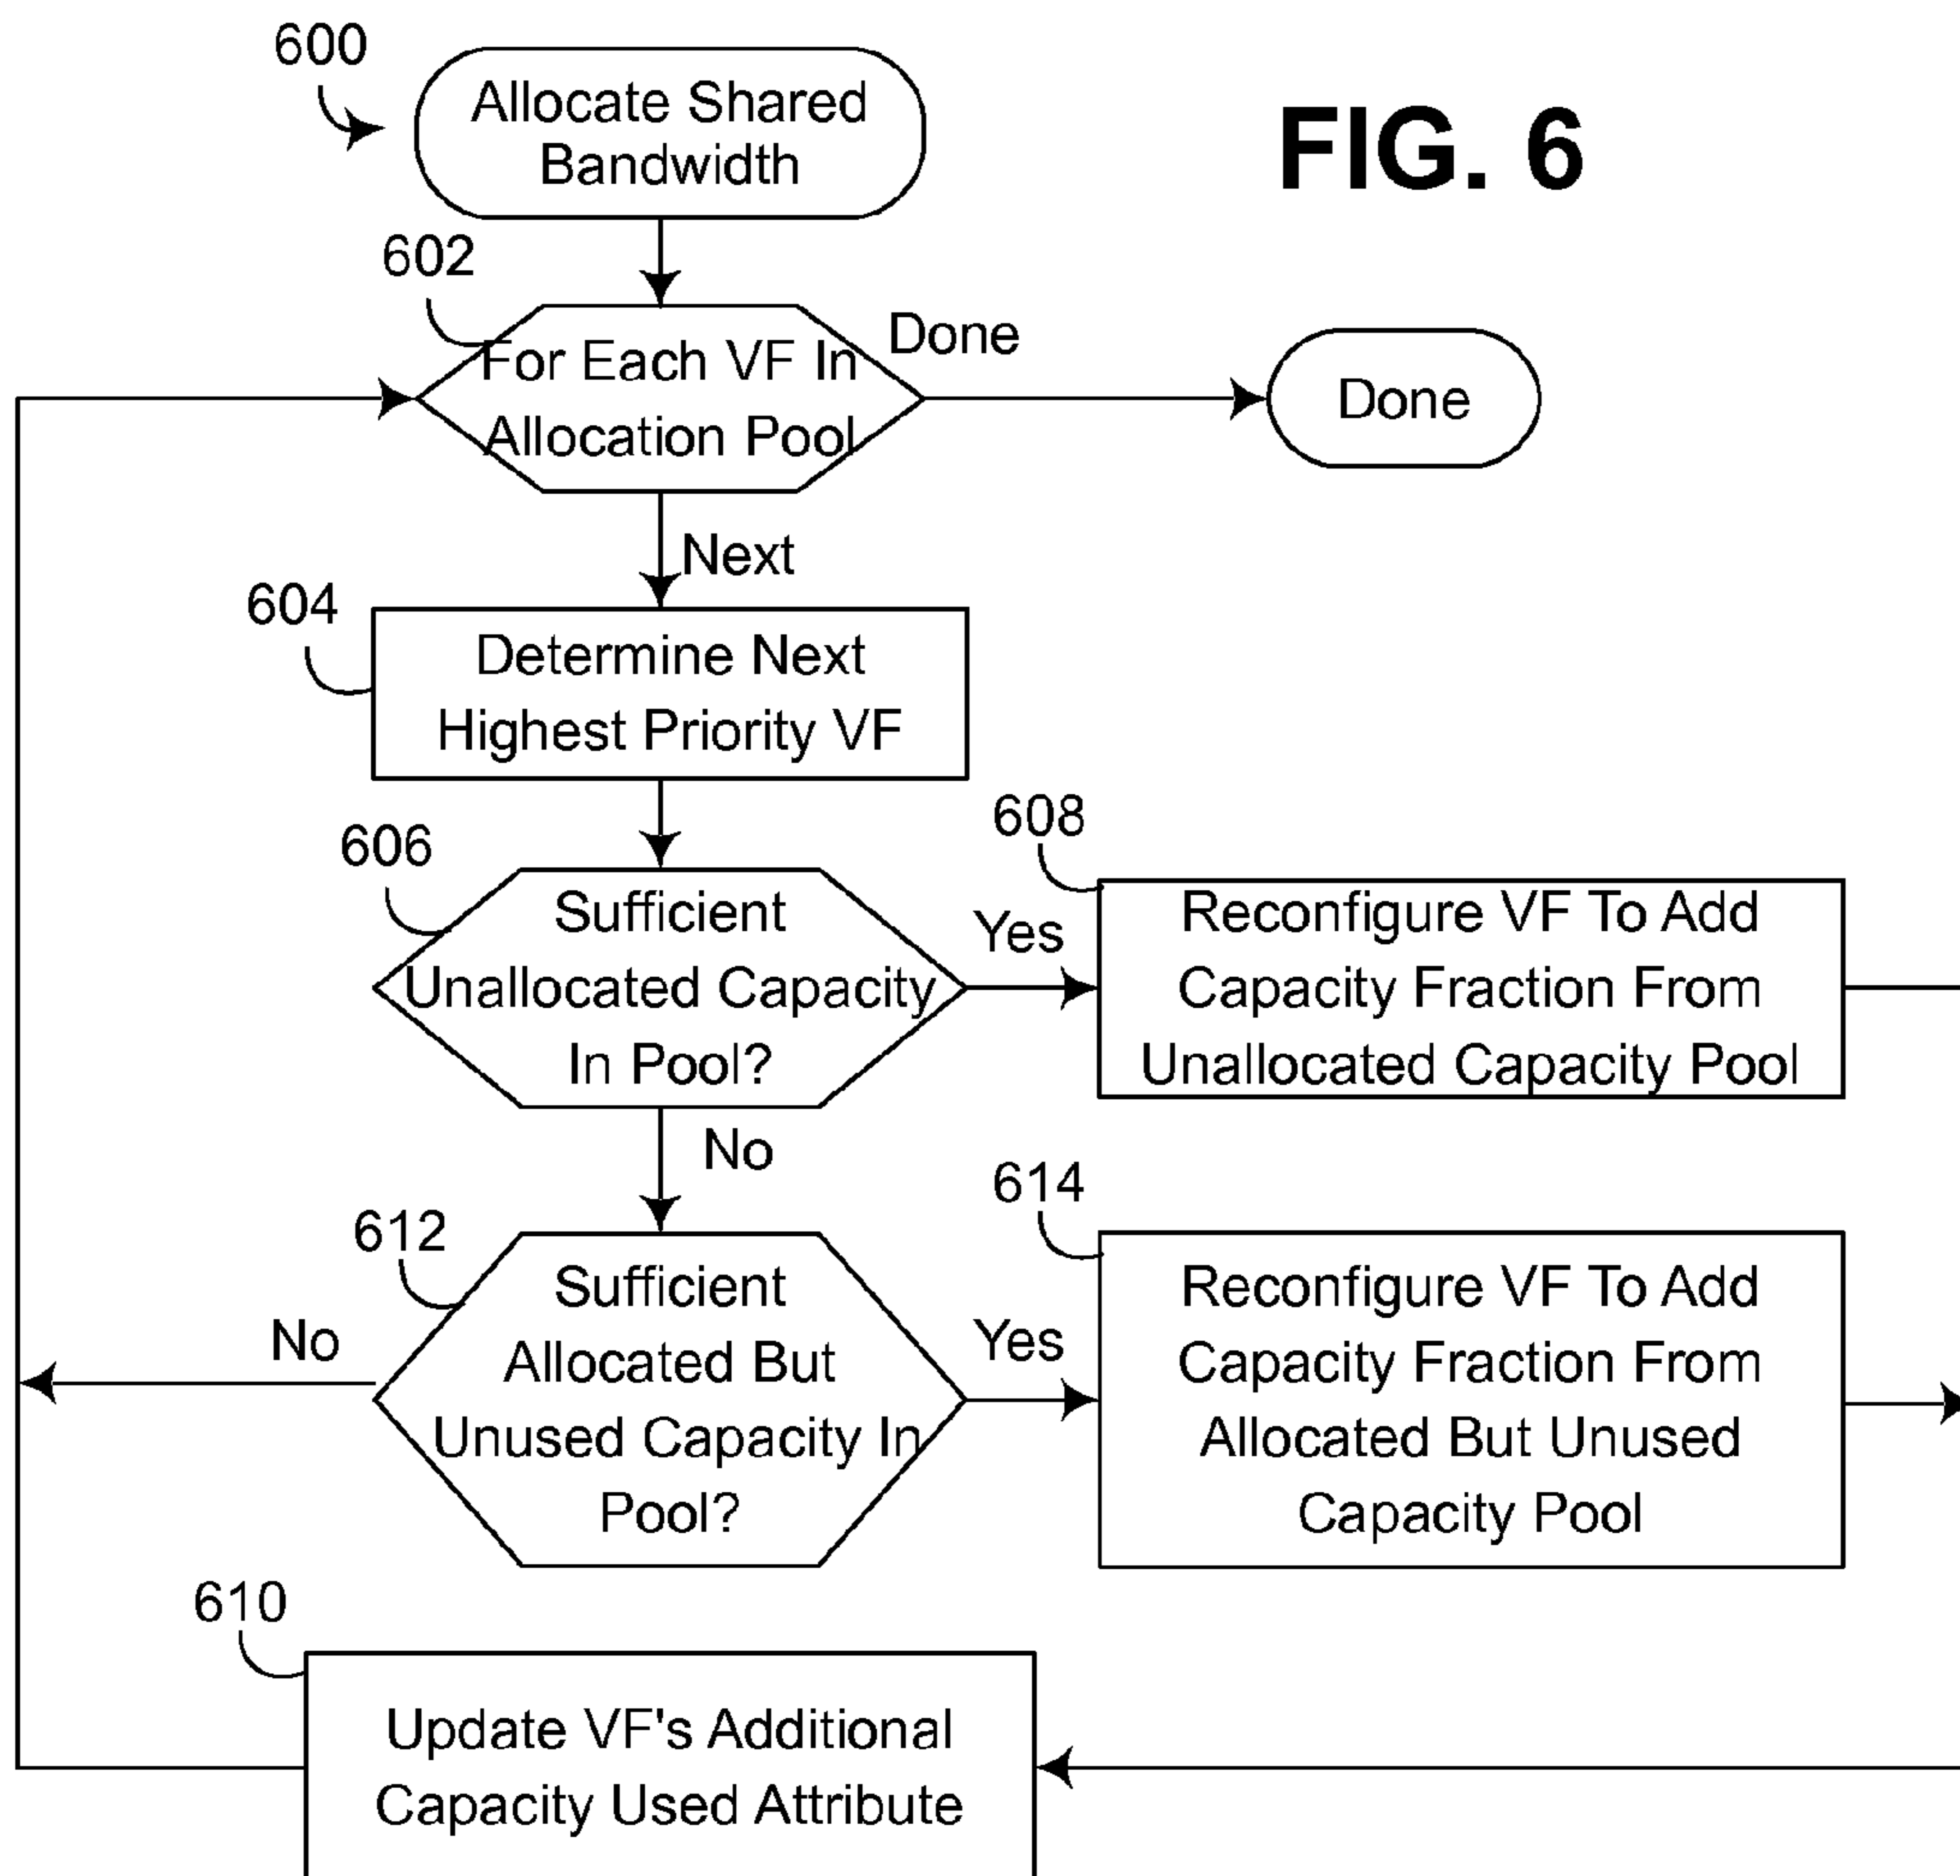 600
Allocate Shared
Bandwidth
FIG. 6
602
For Each VF In
Allocation Pool
Done
Done
Next
604
Determine Next
Highest Priority VF
606
Sufficient
Unallocated Capacity
In Pool?
Yes
608
Reconfigure VF To Add
Capacity Fraction From
Unallocated Capacity Pool
No
612
Sufficient
Allocated But
Unused Capacity In
Pool?
No
Yes
614
Reconfigure VF To Add
Capacity Fraction From
Allocated But Unused
Capacity Pool
610
Update VF's Additional
Capacity Used Attribute